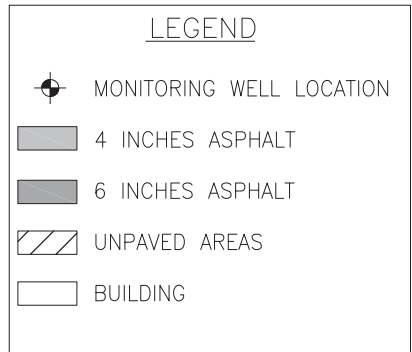 LEGEND
MONITORING WELL LOCATION
4 INCHES ASPHALT
6 INCHES ASPHALT
UNPAVED AREAS
BUILDING